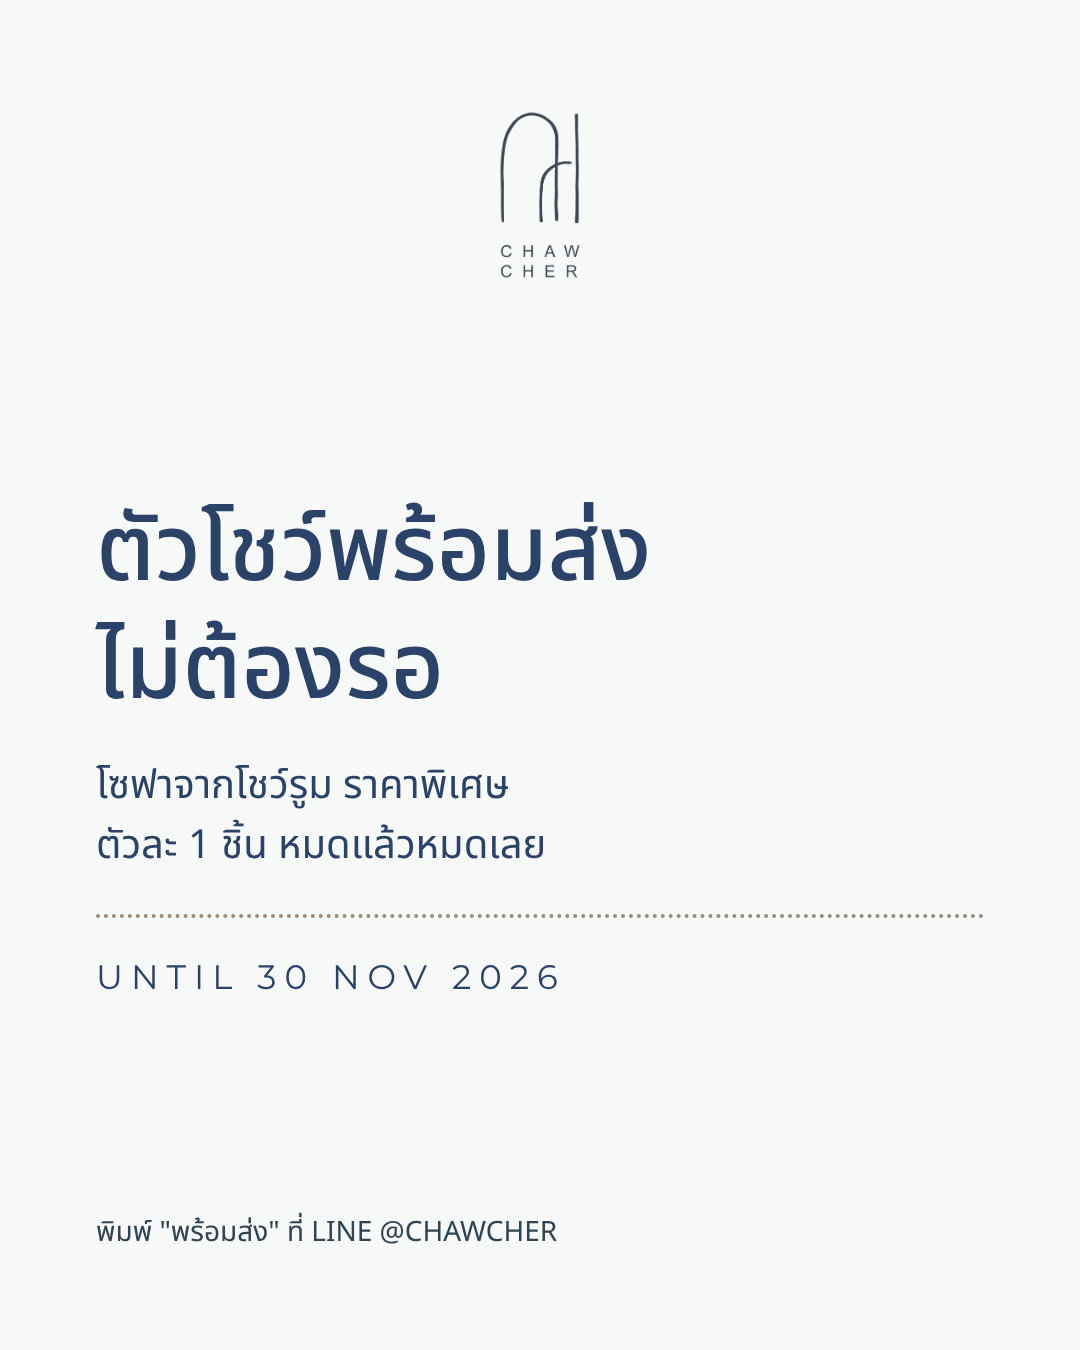 CHAW
CHER
ตัวโชว์พร้อมส่ง
ไม่ต้องรอ
โซฟาจากโชว์รูม ราคาพิเศษ
ตัวละ 1 ชิ้น หมดแล้วหมดเลย
UNTIL 30 NOV 2026
พิมพ์ "พร้อมส่ง" ที่ LINE @CHAWCHER